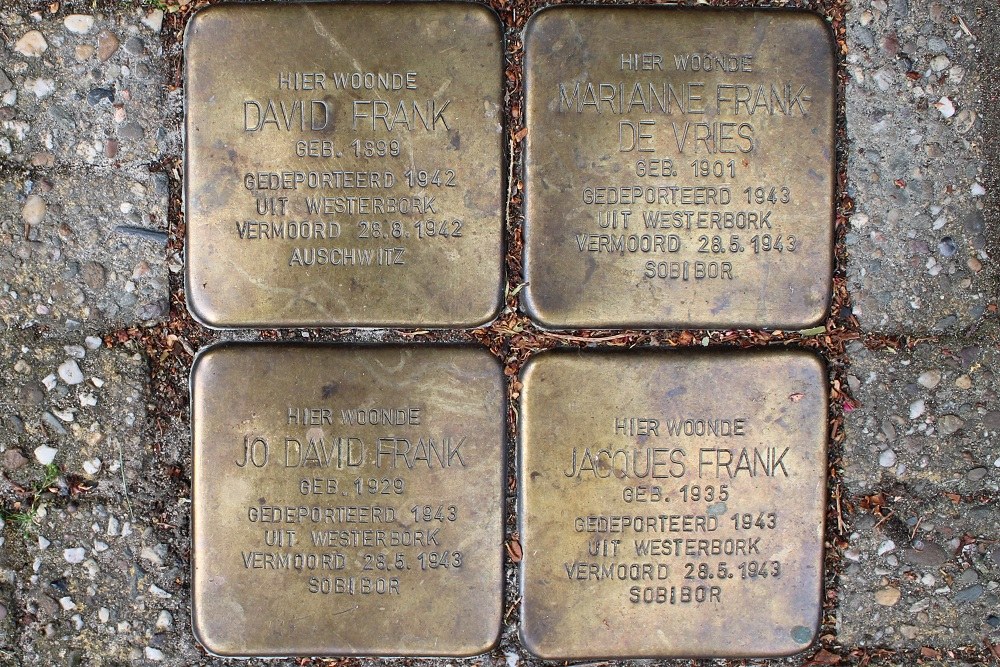 HIER WOONDE
DAVID FRANK
GEB. 1899
GEDEPORTEERD 1942
UIT WESTERBORK
VERMOORD 28.8.1942
AUSCHWITZ
HIER WOONDE
MARIANNE FRANK
DE VRIES
GEB. 1901
GEDEPORTEERD 1943
UIT WESTERBORK
VERMOORD 28.5.1943
SOBIBOR
HIER WOONDE
JO DAVID FRANK
GEB. 1929
GEDEPORTEERD 1943
UIT WESTERBORK
VERMOORD 28.5.1943
SOBIBOR
HIER WOONDE
JACQUES FRANK
GEB. 1935
GEDEPORTEERD 1943
UIT WESTERBORK
VERMOORD 28.5.1943
SOBIBOR